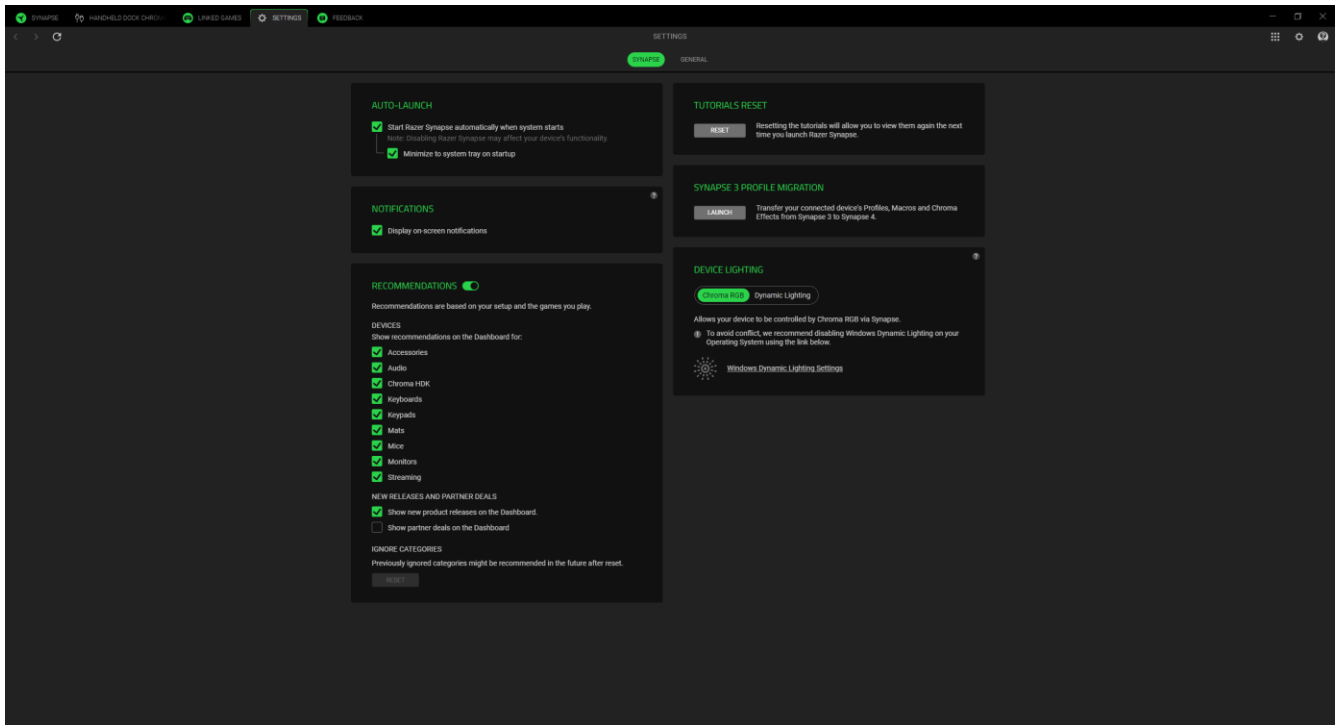 SYNAPSE
HANDHELD DOCK CHROM
LINKED GAMES
SETTINGS
FEEDBACK
SETTINGS
SYNAPSE
GENERAL
AUTO-LAUNCH
Start Razer Synapse automatically when system starts
Note: Disabling Razer Synapse may affect your device's functionality.
Minimize to system tray on startup
NOTIFICATIONS
Display on-screen notifications
RECOMMENDATIONS
Recommendations are based on your setup and the games you play.
DEVICES
Show recommendations on the Dashboard for:
Accessories
Audio
Chroma HDK
Keyboards
Keypads
Mats
Mice
Monitors
Streaming
NEW RELEASES AND PARTNER DEALS
Show new product releases on the Dashboard.
Show partner deals on the Dashboard
IGNORE CATEGORIES
Previously ignored categories might be recommended in the future after reset.
RESET
TUTORIALS RESET
RESET
Resetting the tutorials will allow you to view them again the next
time you launch Razer Synapse.
SYNAPSE 3 PROFILE MIGRATION
LAUNCH
Transfer your connected device's Profiles, Macros and Chroma
Effects from Synapse 3 to Synapse 4.
DEVICE LIGHTING
Chroma RGB
Dynamic Lighting
Allows your device to be controlled by Chroma RGB via Synapse.
To avoid conflict, we recommend disabling Windows Dynamic Lighting on your
Operating System using the link below.
Windows Dynamic Lighting Settings